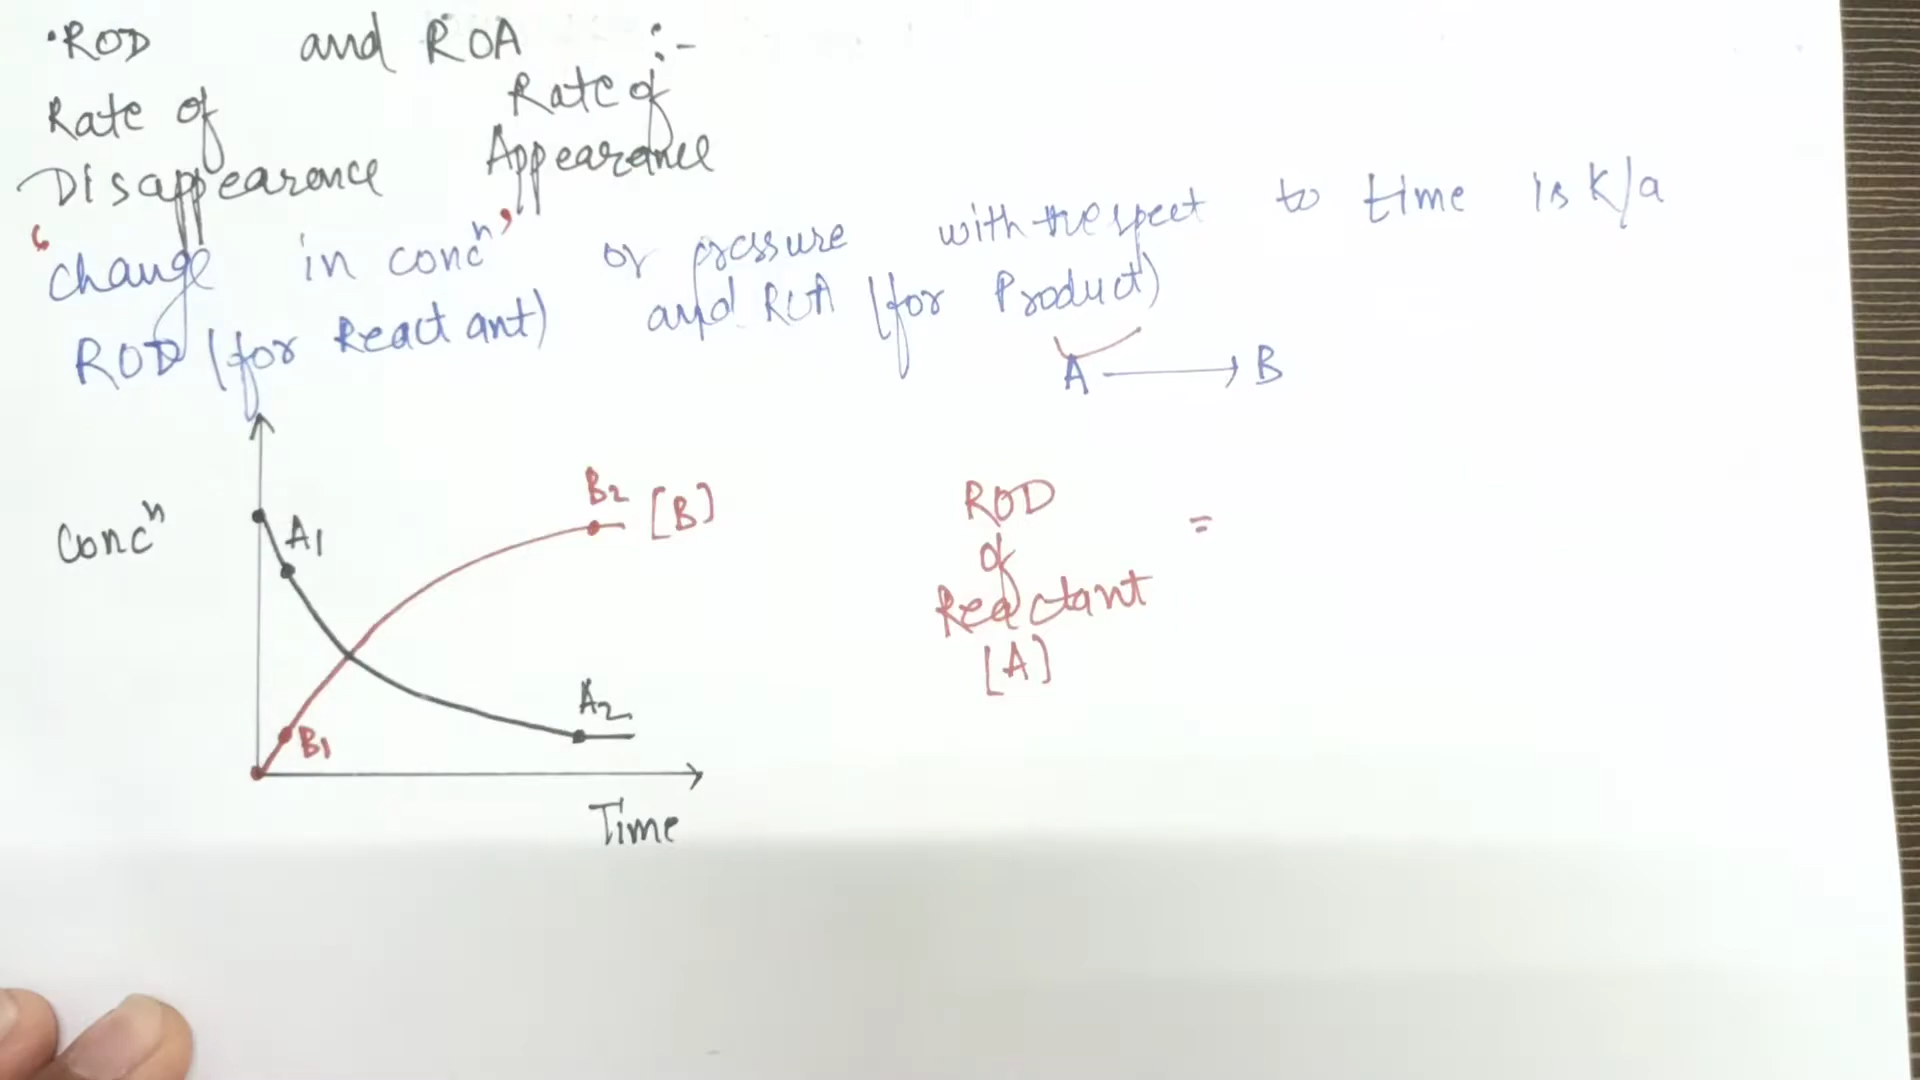 •ROD and ROA :-
Rate of Rate of
Disappearance Appearance
"change in concⁿ" or pressure with respect to time is K/a
ROD (for Reactant) and ROA (for Product)
A → B
Concⁿ
A1
B2 [B]
A2
B1
Time
ROD =
of
Reactant
[A]